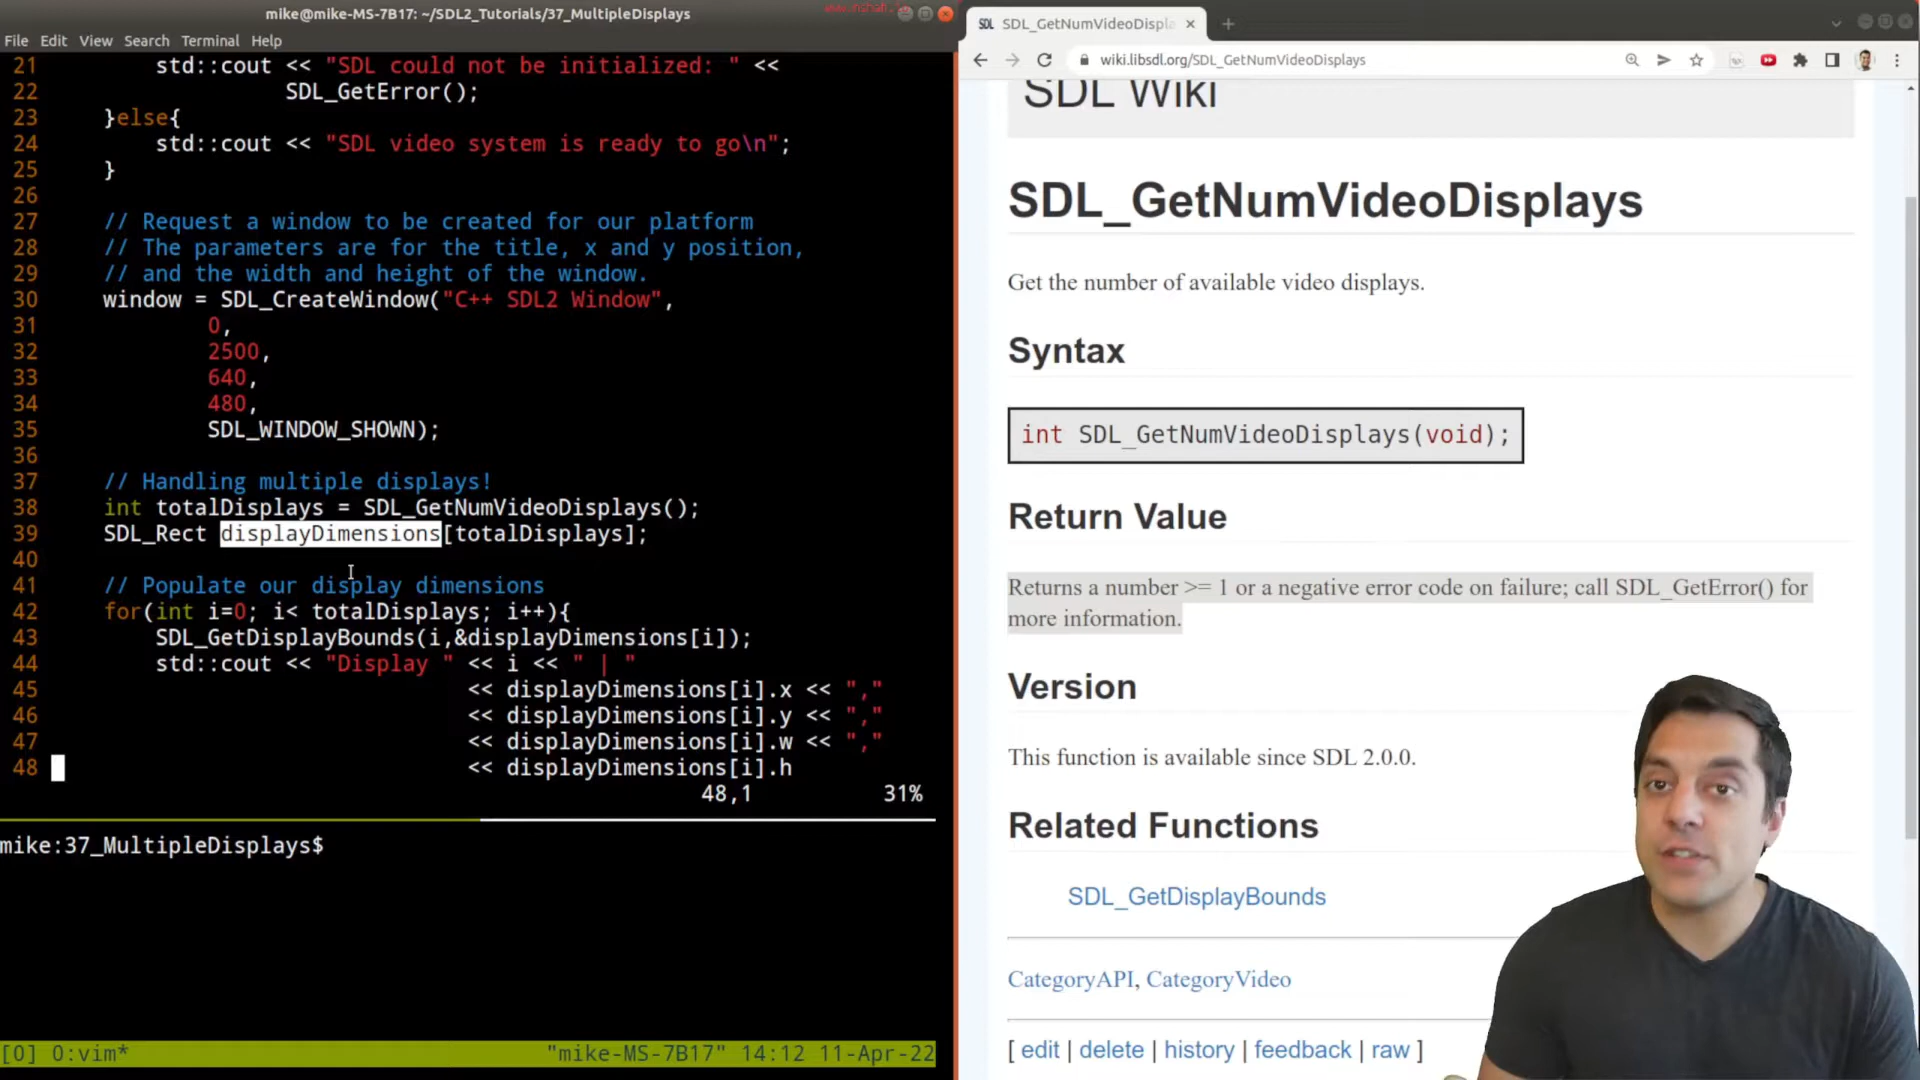 mike@mike-MS-7B17: ~/SDL2_Tutorials/37_MultipleDisplays
File Edit View Search Terminal Help
21 std::cout << "SDL could not be initialized: " <<
22 SDL_GetError();
23 }else{
24 std::cout << "SDL video system is ready to go\n";
25 }
26
27 // Request a window to be created for our platform
28 // The parameters are for the title, x and y position,
29 // and the width and height of the window.
30 window = SDL_CreateWindow("C++ SDL2 Window",
31 0,
32 2500,
33 640,
34 480,
35 SDL_WINDOW_SHOWN);
36
37 // Handling multiple displays!
38 int totalDisplays = SDL_GetNumVideoDisplays();
39 SDL_Rect displayDimensions[totalDisplays];
40
41 // Populate our display dimensions
42 for(int i=0; i< totalDisplays; i++){
43 SDL_GetDisplayBounds(i,&displayDimensions[i]);
44 std::cout << "Display " << i << " | "
45 << displayDimensions[i].x << ","
46 << displayDimensions[i].y << ","
47 << displayDimensions[i].w << ","
48 << displayDimensions[i].h
48,1 31%
mike:37_MultipleDisplays$
[0] 0:vim* "mike-MS-7B17" 14:12 11-Apr-22
SDL SDL_GetNumVideoDispla
wiki.libsdl.org/SDL_GetNumVideoDisplays
SDL Wiki
SDL_GetNumVideoDisplays
Get the number of available video displays.
Syntax
int SDL_GetNumVideoDisplays(void);
Return Value
Returns a number >= 1 or a negative error code on failure; call SDL_GetError() for
more information.
Version
This function is available since SDL 2.0.0.
Related Functions
SDL_GetDisplayBounds
CategoryAPI, CategoryVideo
[ edit | delete | history | feedback | raw ]